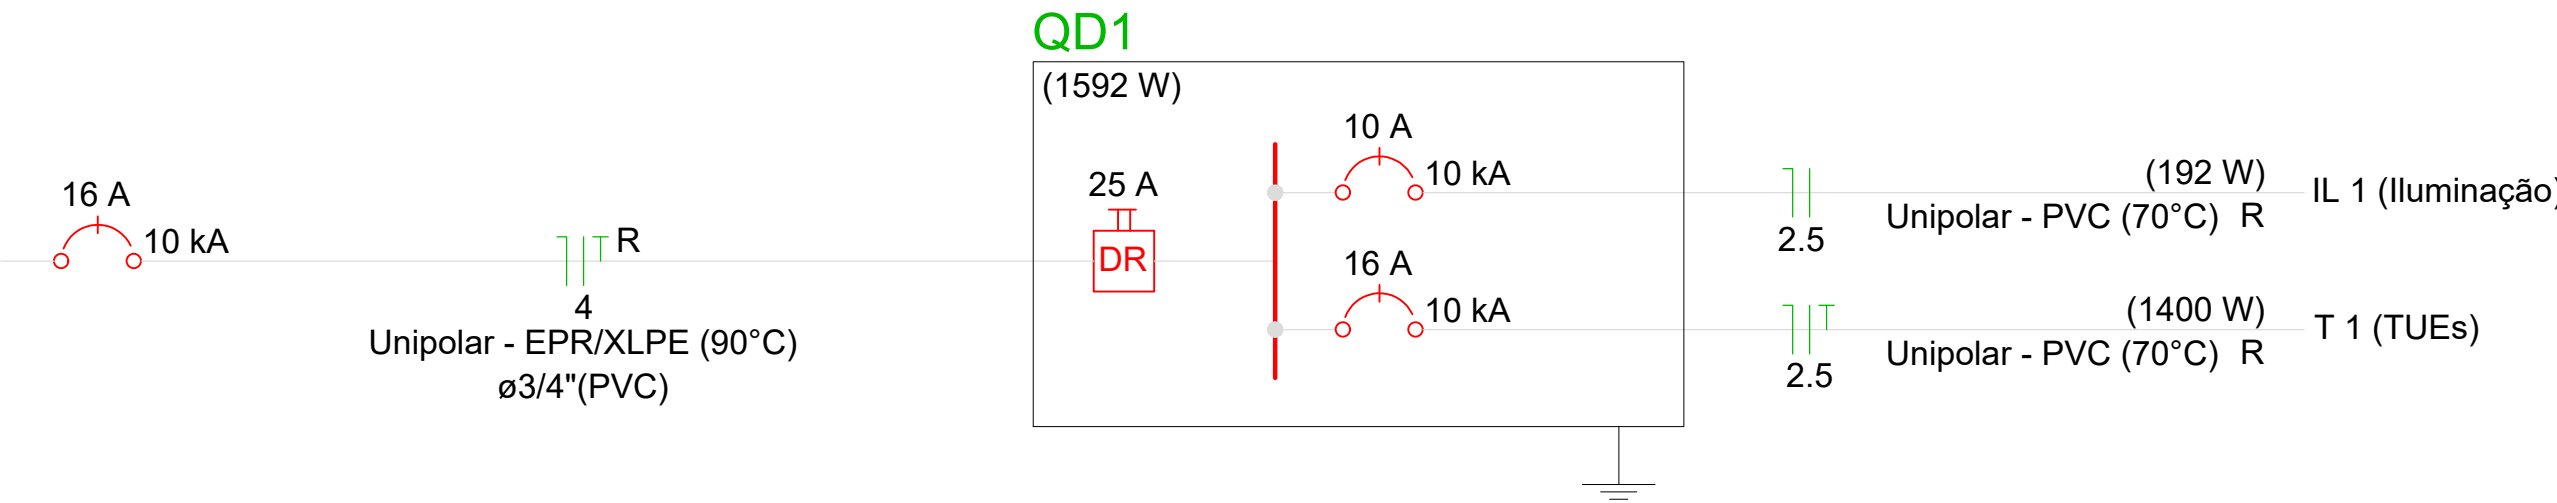 QD1
(1592 W)
16 A
10 kA
R
4
Unipolar - EPR/XLPE (90°C)
ø3/4"(PVC)
25 A
DR
10 A
10 kA
16 A
10 kA
2.5
(192 W)
Unipolar - PVC (70°C) R
IL 1 (Iluminação)
2.5
(1400 W)
Unipolar - PVC (70°C) R
T 1 (TUEs)